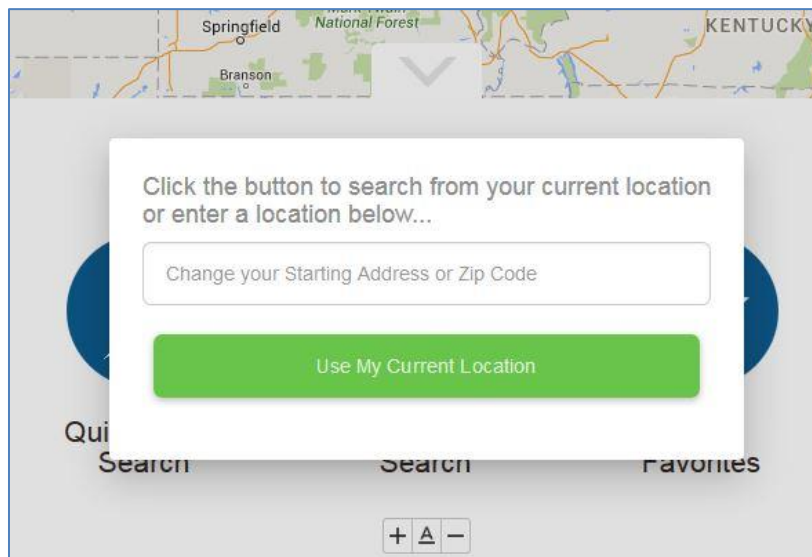 Springfield
National Forest
KENTUCKY
Branson
Click the button to search from your current location
or enter a location below...
Change your Starting Address or Zip Code
Use My Current Location
Qui
Search
Search
Favorites
+ A −